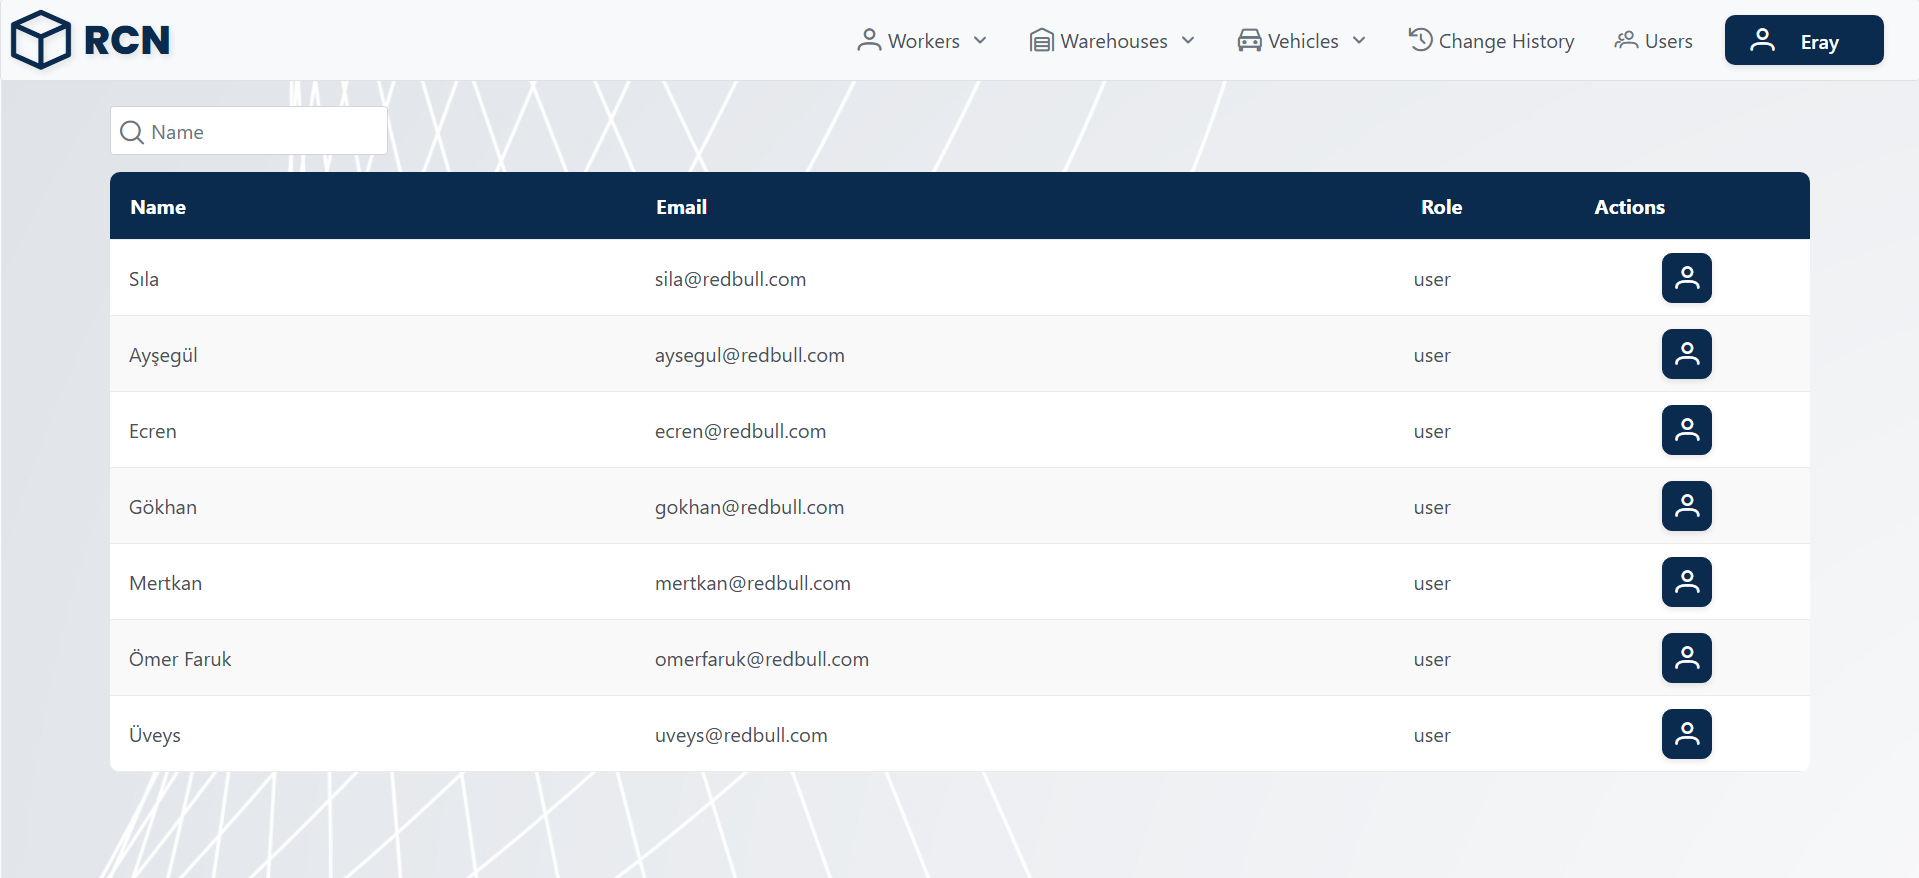 RCN
Workers
Warehouses
Vehicles
Change History
Users
Eray
Name
Name Email Role Actions
Sıla sila@redbull.com user
Ayşegül aysegul@redbull.com user
Ecren ecren@redbull.com user
Gökhan gokhan@redbull.com user
Mertkan mertkan@redbull.com user
Ömer Faruk omerfaruk@redbull.com user
Üveys uveys@redbull.com user